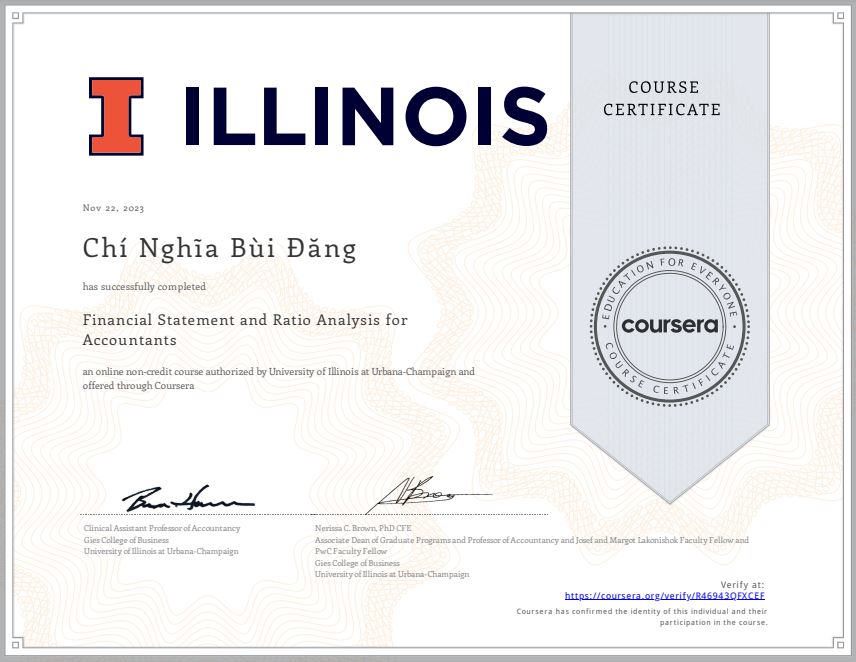 ILLINOIS
COURSE
CERTIFICATE
Nov 22, 2023
Chí Nghĩa Bùi Đăng
has successfully completed
Financial Statement and Ratio Analysis for
Accountants
an online non-credit course authorized by University of Illinois at Urbana-Champaign and
offered through Coursera
EDUCATION FOR EVERYONE
coursera
COURSE CERTIFICATE
Clinical Assistant Professor of Accountancy
Gies College of Business
University of Illinois at Urbana-Champaign
Nerissa C. Brown, PhD CFE
Associate Dean of Graduate Programs and Professor of Accountancy and Josef and Margot Lakonishok Faculty Fellow and
PwC Faculty Fellow
Gies College of Business
University of Illinois at Urbana-Champaign
Verify at:
https://coursera.org/verify/R46943QFXCEF
Coursera has confirmed the identity of this individual and their
participation in the course.